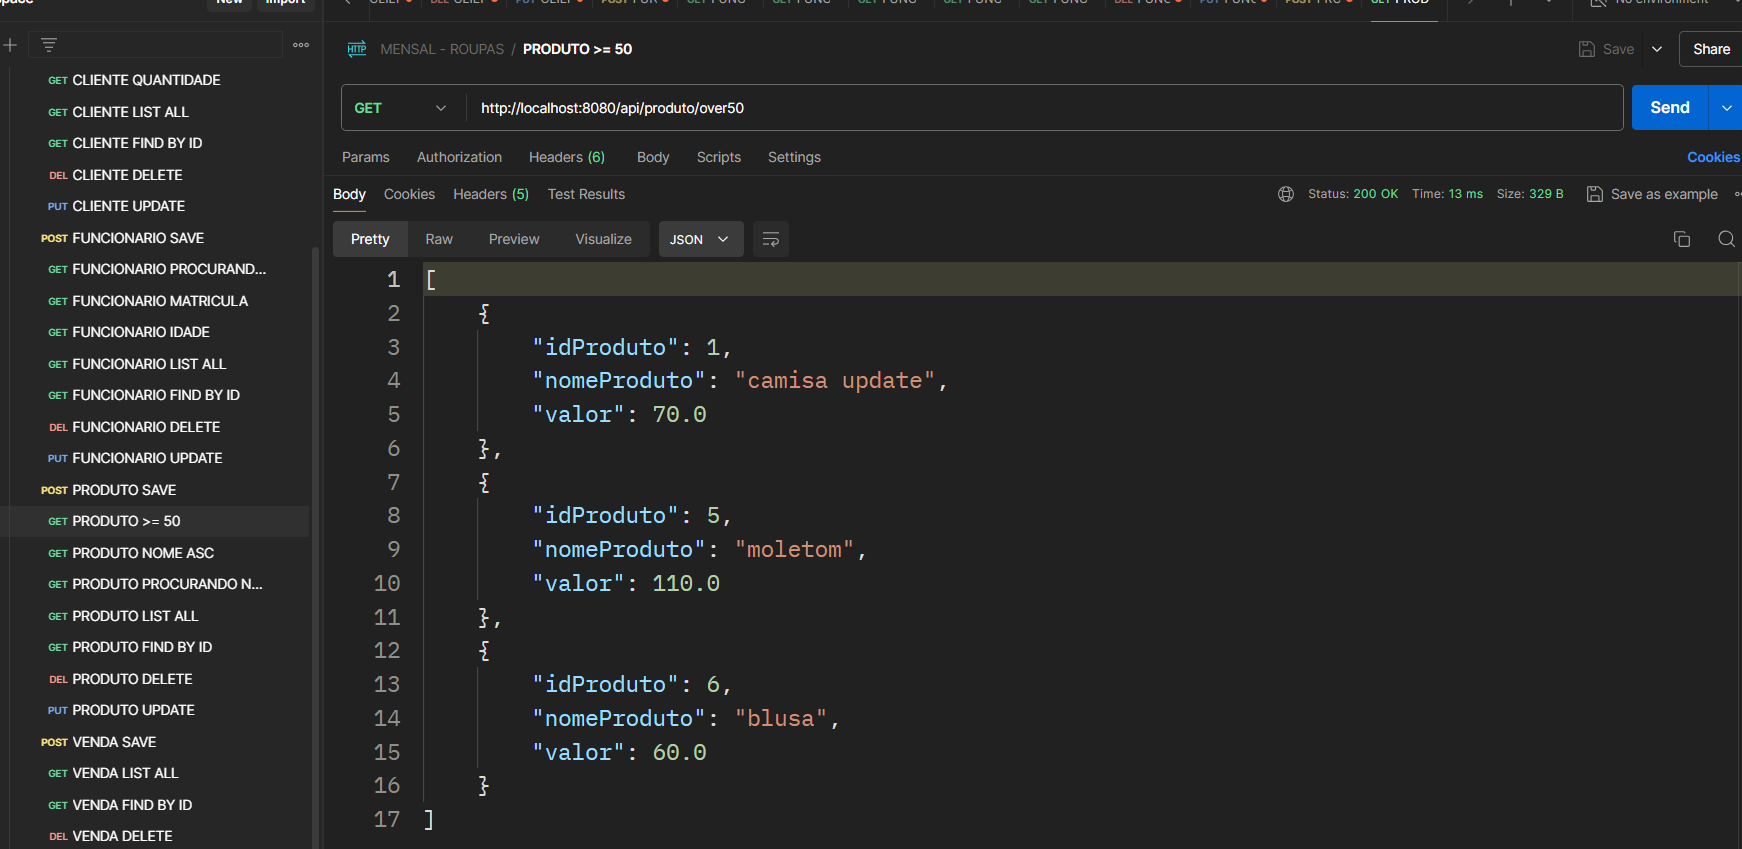 New Import
No environment
MENSAL - ROUPAS / PRODUTO >= 50
Save
Share
GET CLIENTE QUANTIDADE
GET CLIENTE LIST ALL
GET CLIENTE FIND BY ID
DEL CLIENTE DELETE
PUT CLIENTE UPDATE
POST FUNCIONARIO SAVE
GET FUNCIONARIO PROCURAND...
GET FUNCIONARIO MATRICULA
GET FUNCIONARIO IDADE
GET FUNCIONARIO LIST ALL
GET FUNCIONARIO FIND BY ID
DEL FUNCIONARIO DELETE
PUT FUNCIONARIO UPDATE
POST PRODUTO SAVE
GET PRODUTO >= 50
GET PRODUTO NOME ASC
GET PRODUTO PROCURANDO N...
GET PRODUTO LIST ALL
GET PRODUTO FIND BY ID
DEL PRODUTO DELETE
PUT PRODUTO UPDATE
POST VENDA SAVE
GET VENDA LIST ALL
GET VENDA FIND BY ID
DEL VENDA DELETE
GET http://localhost:8080/api/produto/over50 Send
Params Authorization Headers (6) Body Scripts Settings Cookies
Body Cookies Headers (5) Test Results Status: 200 OK Time: 13 ms Size: 329 B Save as example
Pretty Raw Preview Visualize JSON
1 [
2 {
3 "idProduto": 1,
4 "nomeProduto": "camisa update",
5 "valor": 70.0
6 },
7 {
8 "idProduto": 5,
9 "nomeProduto": "moletom",
10 "valor": 110.0
11 },
12 {
13 "idProduto": 6,
14 "nomeProduto": "blusa",
15 "valor": 60.0
16 }
17 ]